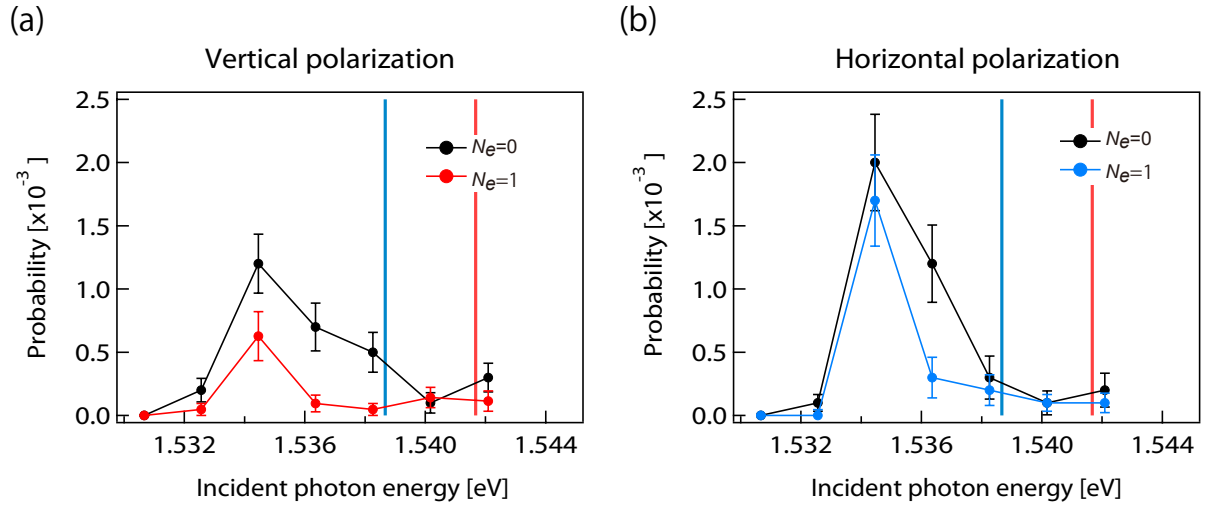 (a)
Vertical polarization
2.5
2.0
1.5
1.0
0.5
0.0
Probability [x10⁻³]
Nₑ=0
Nₑ=1
1.532
1.536
1.540
1.544
Incident photon energy [eV]
(b)
Horizontal polarization
2.5
2.0
1.5
1.0
0.5
0.0
Probability [x10⁻³]
Nₑ=0
Nₑ=1
1.532
1.536
1.540
1.544
Incident photon energy [eV]